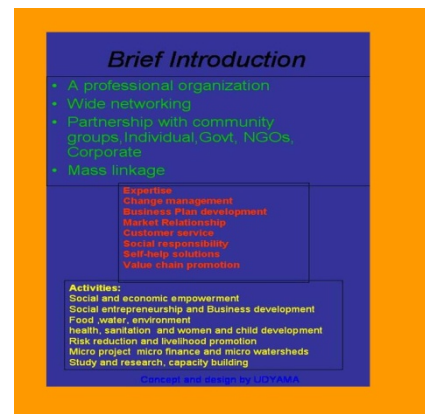 Brief Introduction
• A professional organization
• Wide networking
• Partnership with community
groups,Individual,Govt, NGOs,
Corporate
• Mass linkage
Expertise
Change management
Business Plan development
Market Relationship
Customer service
Social responsibility
Self-help solutions
Value chain promotion
Activities:
Social and economic empowerment
Social entrepreneurship and Business development
Food ,water, environment
health, sanitation and women and child development
Risk reduction and livelihood promotion
Micro project micro finance and micro watersheds
Study and research, capacity building
Concept and design by UDYAMA